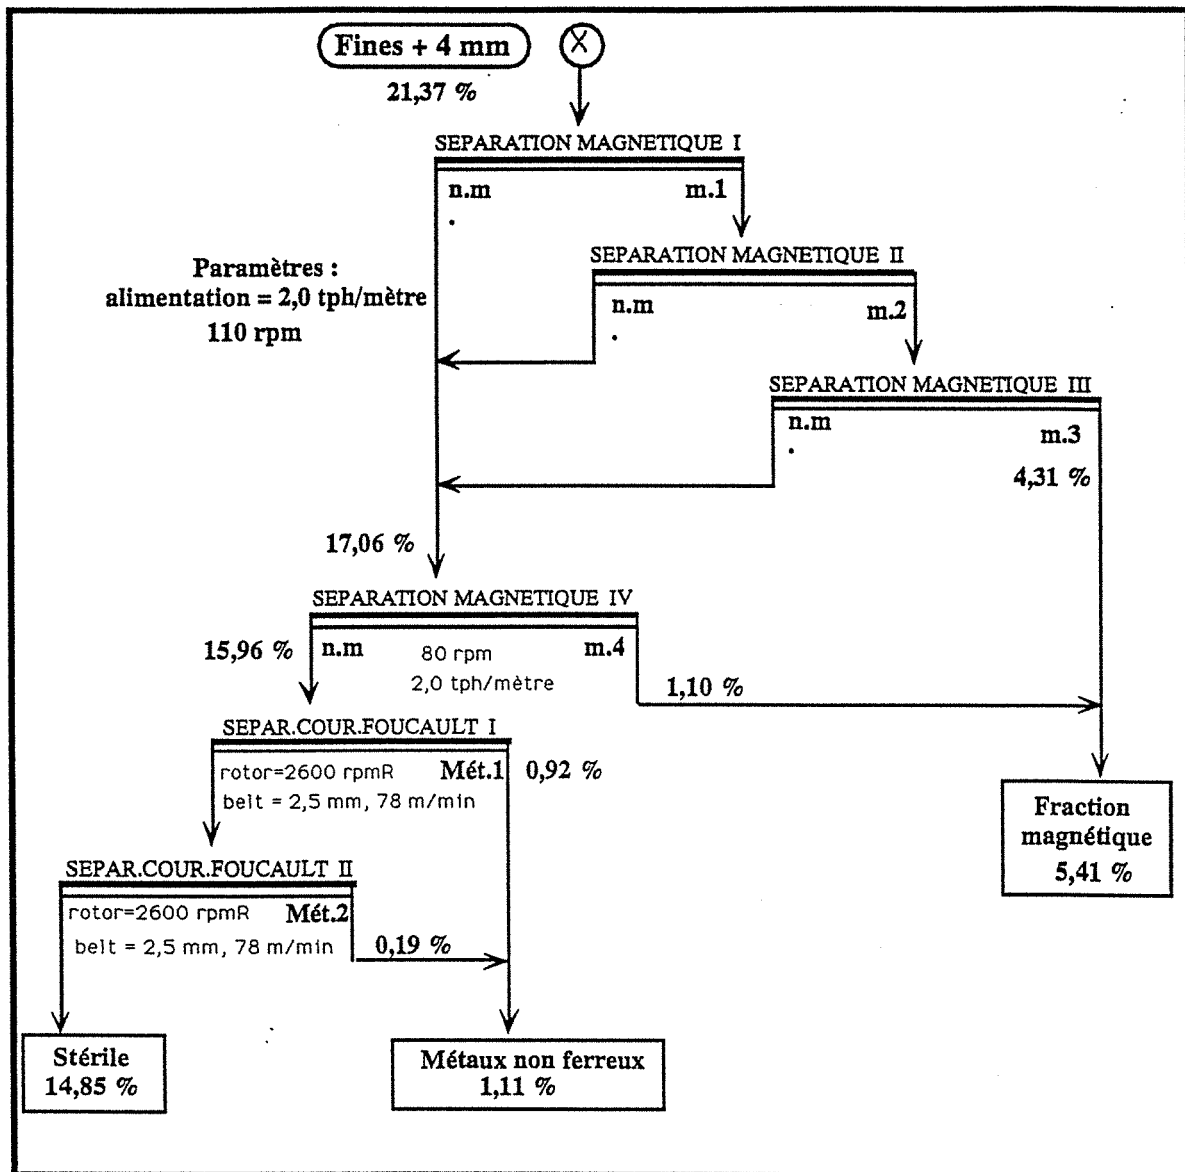 Fines + 4 mm
X
21,37 %
SEPARATION MAGNETIQUE I
n.m
m.1
SEPARATION MAGNETIQUE II
Paramètres :
alimentation = 2,0 tph/mètre
110 rpm
n.m
m.2
SEPARATION MAGNETIQUE III
n.m
m.3
4,31 %
17,06 %
SEPARATION MAGNETIQUE IV
15,96 %
n.m
80 rpm
m.4
2,0 tph/mètre
1,10 %
SEPAR.COUR.FOUCAULT I
rotor=2600 rpmR
Mét.1
0,92 %
belt = 2,5 mm, 78 m/min
Fraction
magnétique
5,41 %
SEPAR.COUR.FOUCAULT II
rotor=2600 rpmR
Mét.2
belt = 2,5 mm, 78 m/min
0,19 %
Stérile
14,85 %
Métaux non ferreux
1,11 %